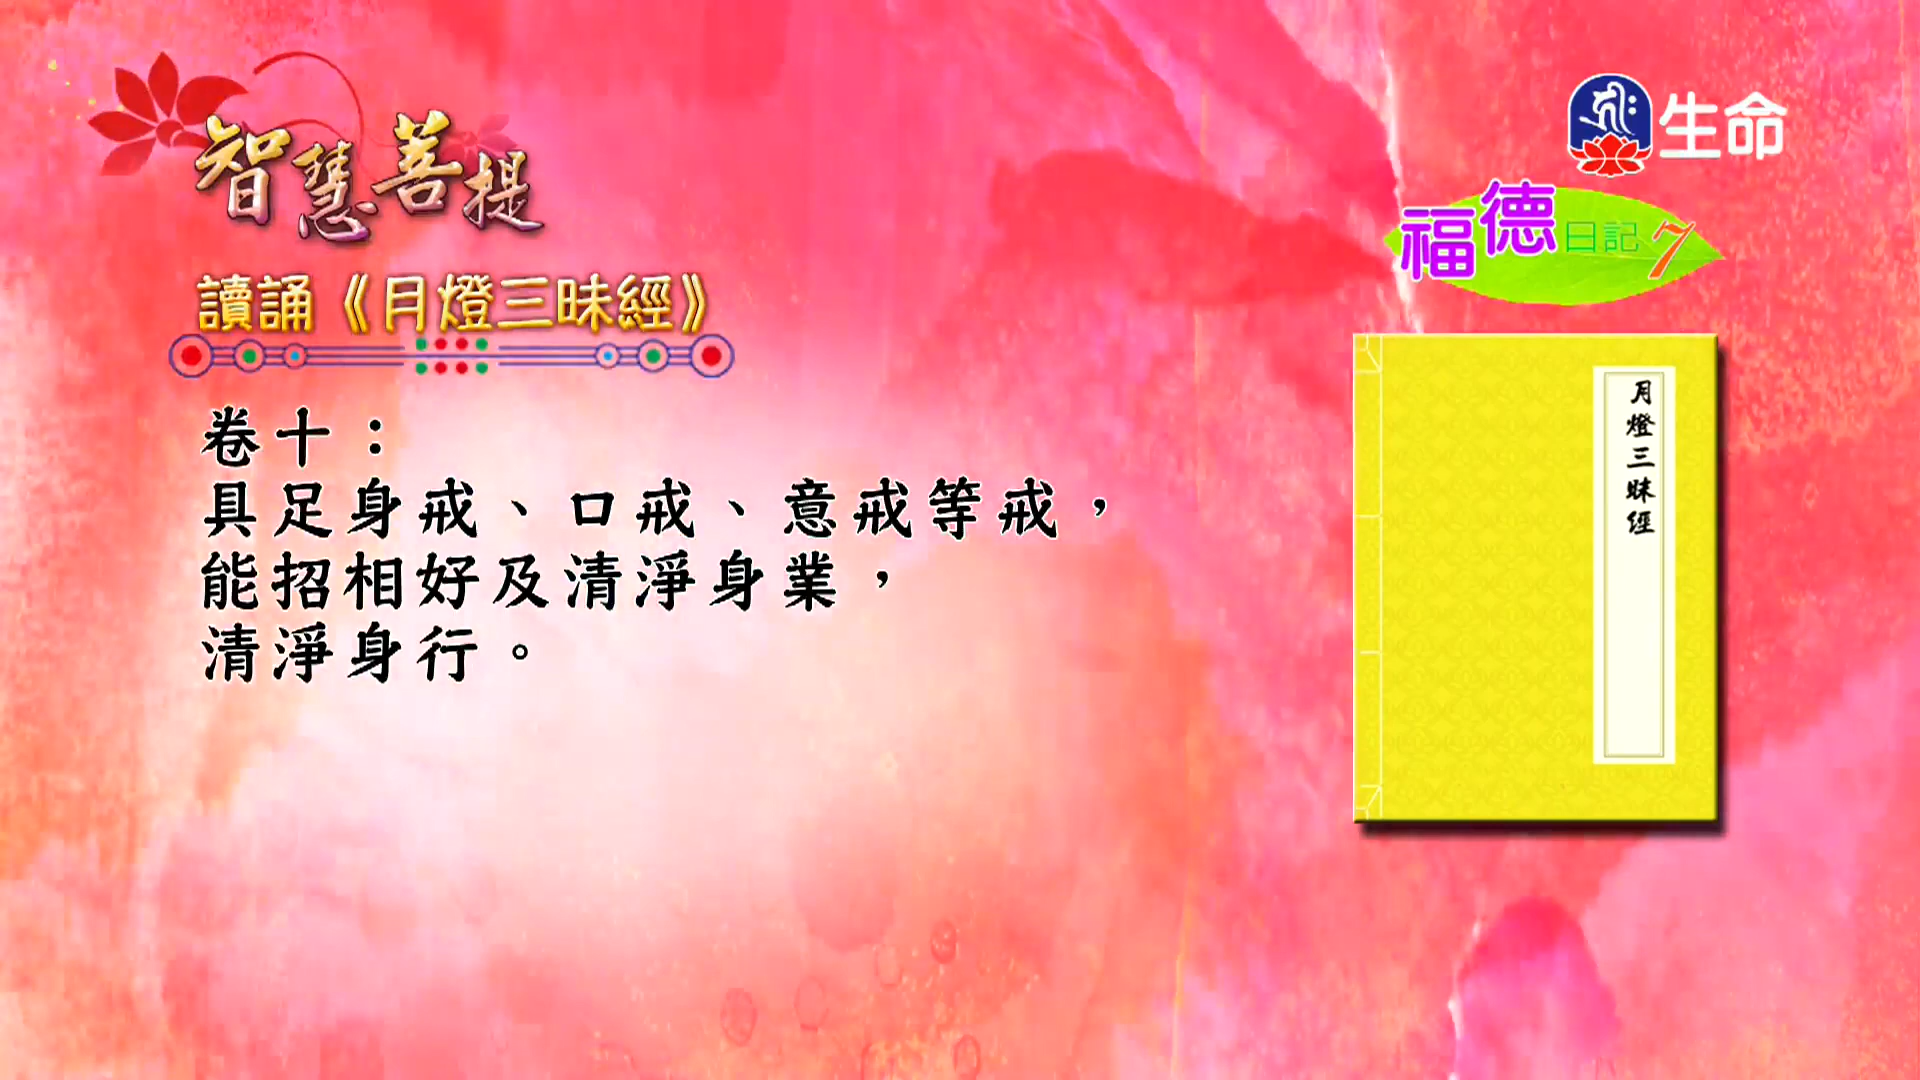 智慧菩提
讀誦《月燈三昧經》
卷十：
具足身戒、口戒、意戒等戒，
能招相好及清淨身業，
清淨身行。
生命
福德日記7
月燈三昧經